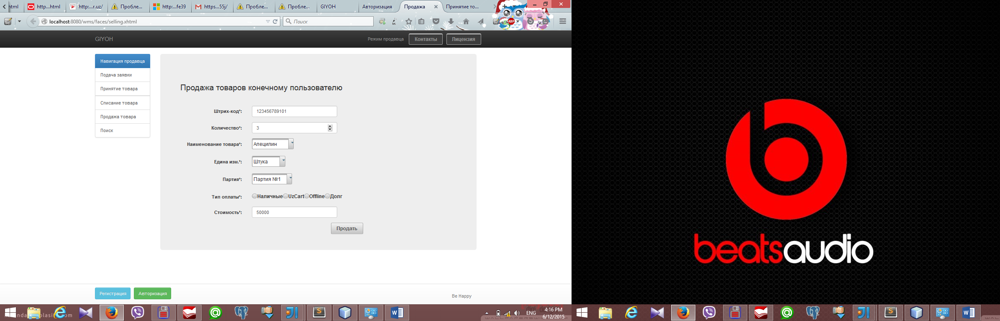 html
http...html
http:...r.uz/
Пробле...
http:...fe39
https...55j/
Пробле...
Пробле...
GIYOH
Авторизация
Продажа
Принятие то...
localhost:8080/wms/faces/selling.xhtml
Поиск
ABP
GIYOH
Режим продавца
Контакты
Лицензия
Навигация продавца
Подача заявки
Принятие товара
Списание товара
Продажа товара
Поиск
Продажа товаров конечному пользователю
Штрих-код*: 123456789101
Количество*: 3
Наименование товара*: Апецилин
Едина изм.*: Штука
Партия*: Партия №1
Тип оплаты*: Наличные UzCart Offline Долг
Стоимость*: 50000
Продать
Регистрация
Авторизация
Be Happy
ENG
4:16 PM
6/12/2015
beatsaudio